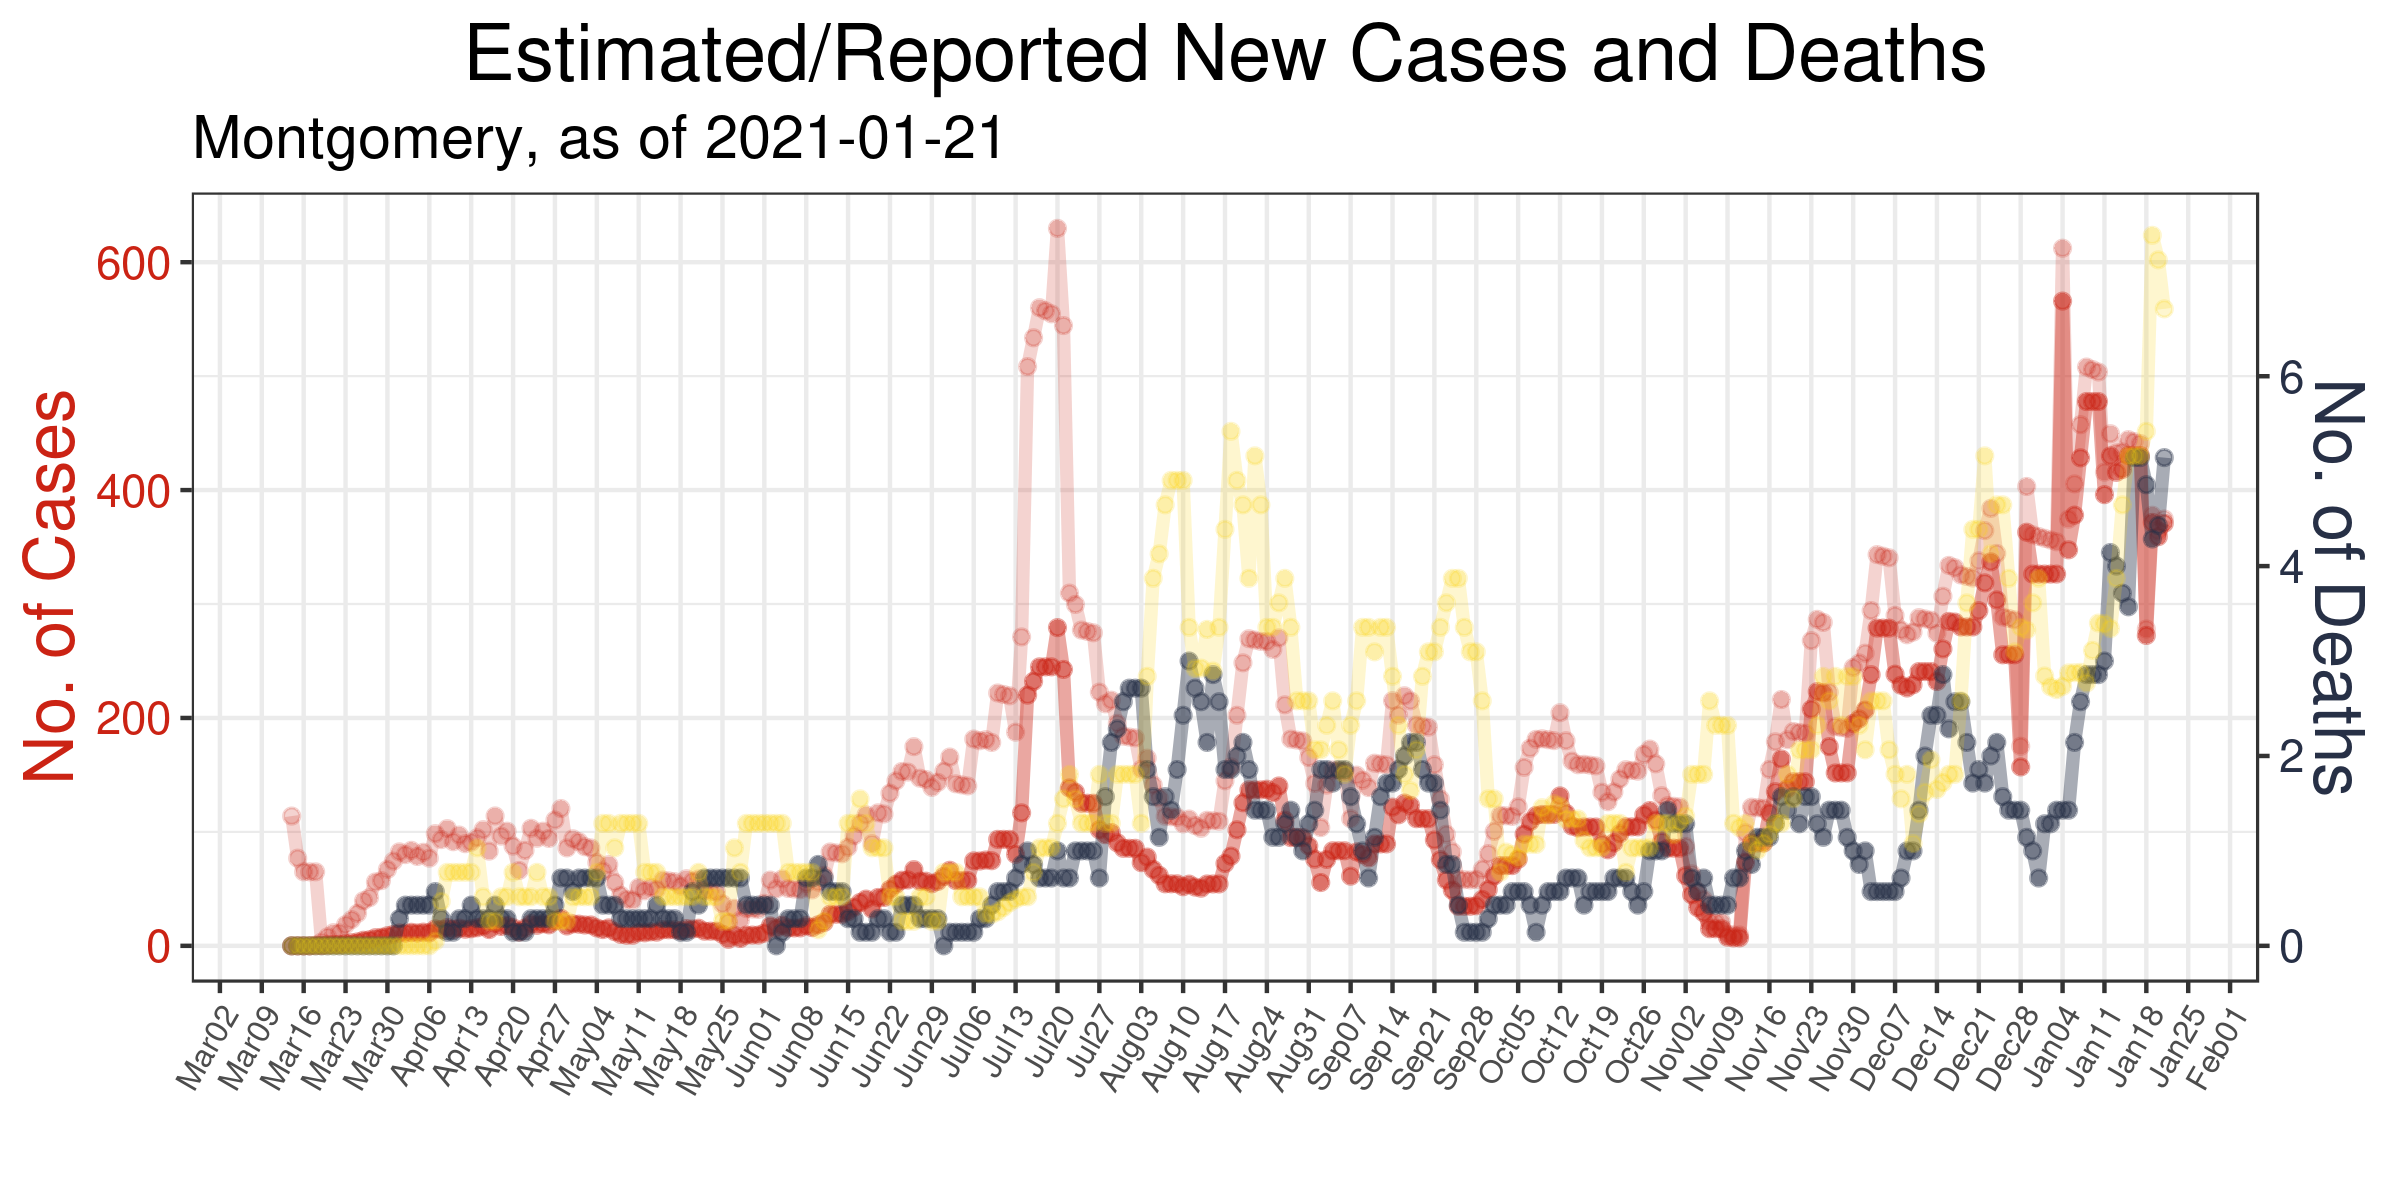 Estimated/Reported New Cases and Deaths
Montgomery, as of 2021-01-21
No. of Cases
600
400
200
0
No. of Deaths
6
4
2
0
Mar02
Mar09
Mar16
Mar23
Mar30
Apr06
Apr13
Apr20
Apr27
May04
May11
May18
May25
Jun01
Jun08
Jun15
Jun22
Jun29
Jul06
Jul13
Jul20
Jul27
Aug03
Aug10
Aug17
Aug24
Aug31
Sep07
Sep14
Sep21
Sep28
Oct05
Oct12
Oct19
Oct26
Nov02
Nov09
Nov16
Nov23
Nov30
Dec07
Dec14
Dec21
Dec28
Jan04
Jan11
Jan18
Jan25
Feb01